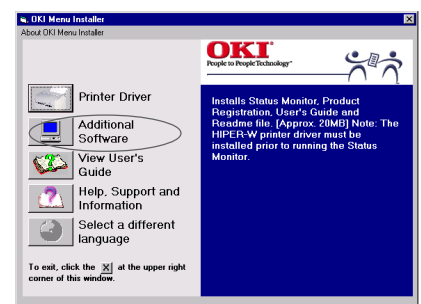 OKI Menu Installer
About OKI Menu Installer
OKI
People to People Technology
Printer Driver
Additional
Software
View User's
Guide
Help, Support and
Information
Select a different
language
To exit, click the X at the upper right
corner of this window.
Installs Status Monitor, Product
Registration, User's Guide and
Readme file. [Approx. 20MB] Note: The
HIPER-W printer driver must be
installed prior to running the Status
Monitor.